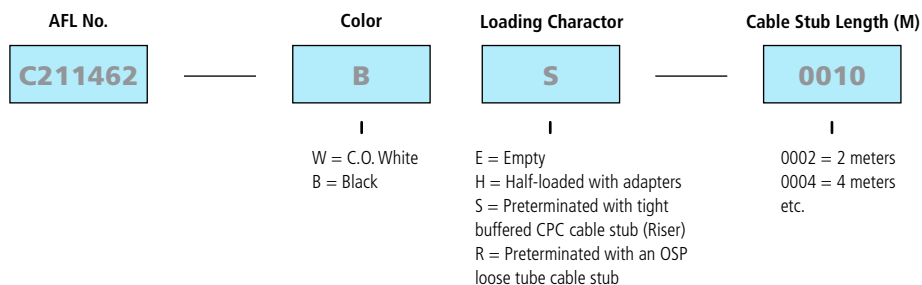 AFL No.
Color
Loading Charactor
Cable Stub Length (M)
C211462
B
S
0010
W = C.O. White
B = Black
E = Empty
H = Half-loaded with adapters
S = Preterminated with tight
buffered CPC cable stub (Riser)
R = Preterminated with an OSP
loose tube cable stub
0002 = 2 meters
0004 = 4 meters
etc.